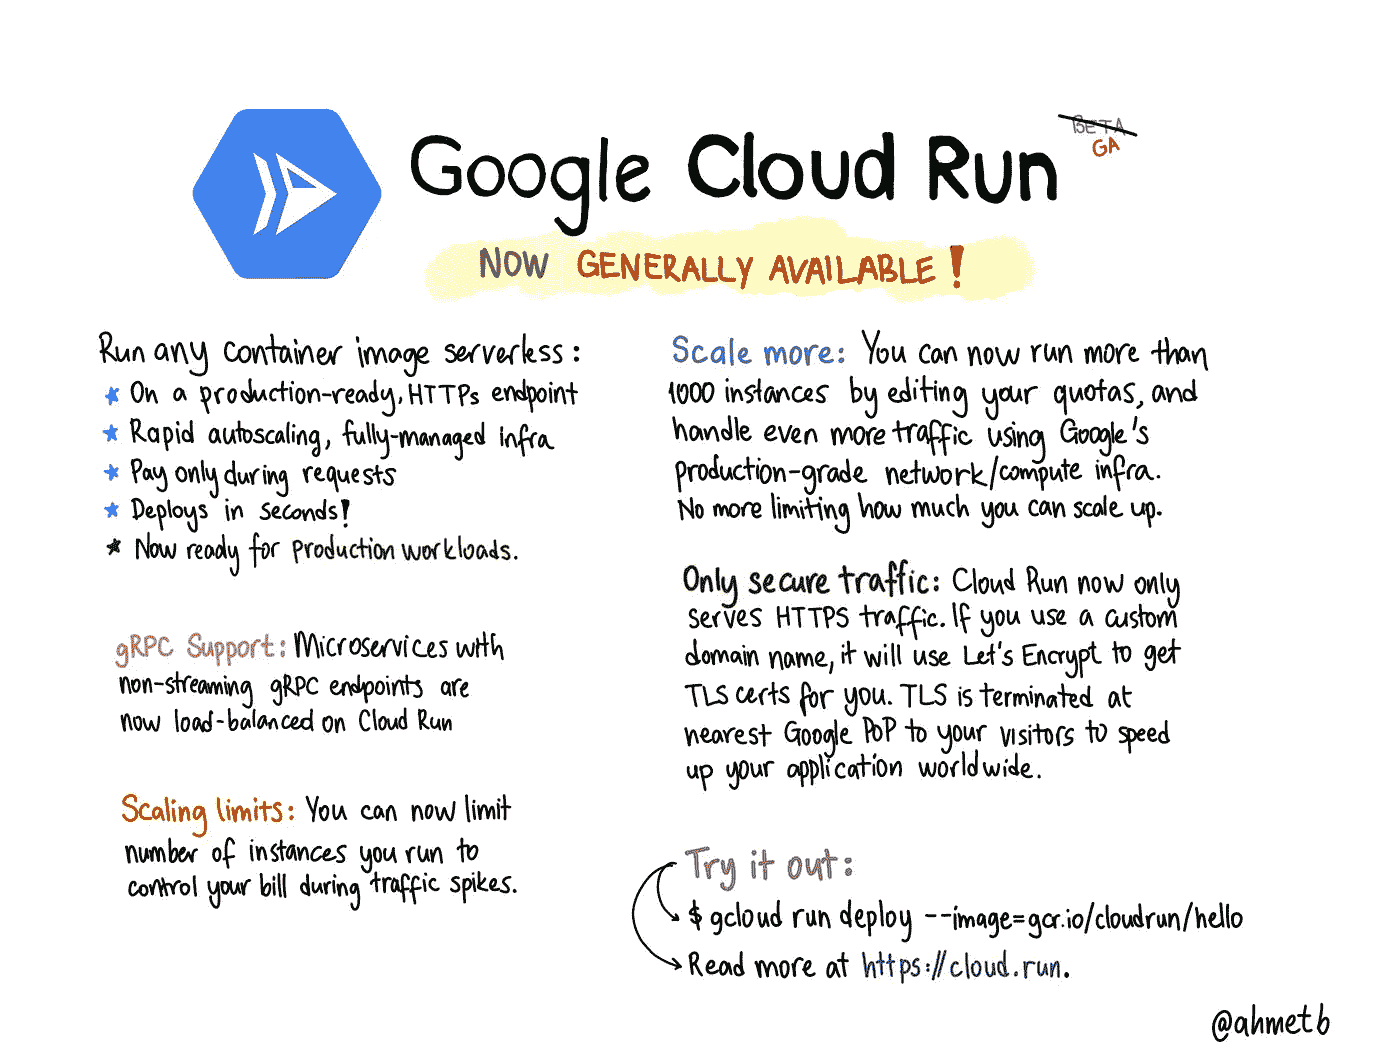 Google Cloud Run
BETA
GA
NOW GENERALLY AVAILABLE!
Run any container image serverless:
★ On a production-ready, HTTPs endpoint
★ Rapid autoscaling, fully-managed infra
★ Pay only during requests
★ Deploys in seconds!
★ Now ready for production workloads.
gRPC Support: Microservices with
non-streaming gRPC endpoints are
now load-balanced on Cloud Run
Scaling limits: You can now limit
number of instances you run to
control your bill during traffic spikes.
Scale more: You can now run more than
1000 instances by editing your quotas, and
handle even more traffic using Google's
production-grade network/compute infra.
No more limiting how much you can scale up.
Only secure traffic: Cloud Run now only
serves HTTPS traffic. If you use a custom
domain name, it will use Let's Encrypt to get
TLS certs for you. TLS is terminated at
nearest Google PoP to your visitors to speed
up your application worldwide.
Try it out:
$ gcloud run deploy --image=gcr.io/cloudrun/hello
Read more at https://cloud.run.
@ahmetb